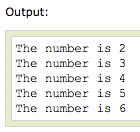 Output:
The number is 2
The number is 3
The number is 4
The number is 5
The number is 6